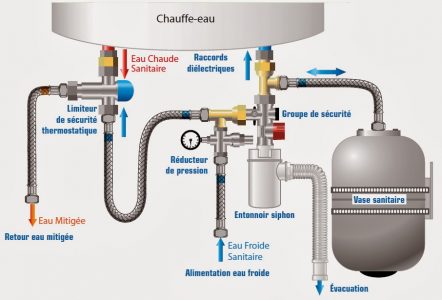 Chauffe-eau
Eau Chaude
Sanitaire
Raccords
diélectriques
Limiteur
de sécurité
thermostatique
Groupe de sécurité
Réducteur
de pression
Vase sanitaire
Entonnoir siphon
Eau Mitigée
Retour eau mitigée
Eau Froide
Sanitaire
Alimentation eau froide
Évacuation